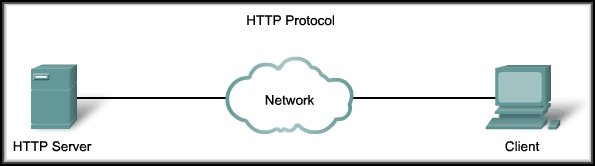 HTTP Protocol
Network
HTTP Server
Client